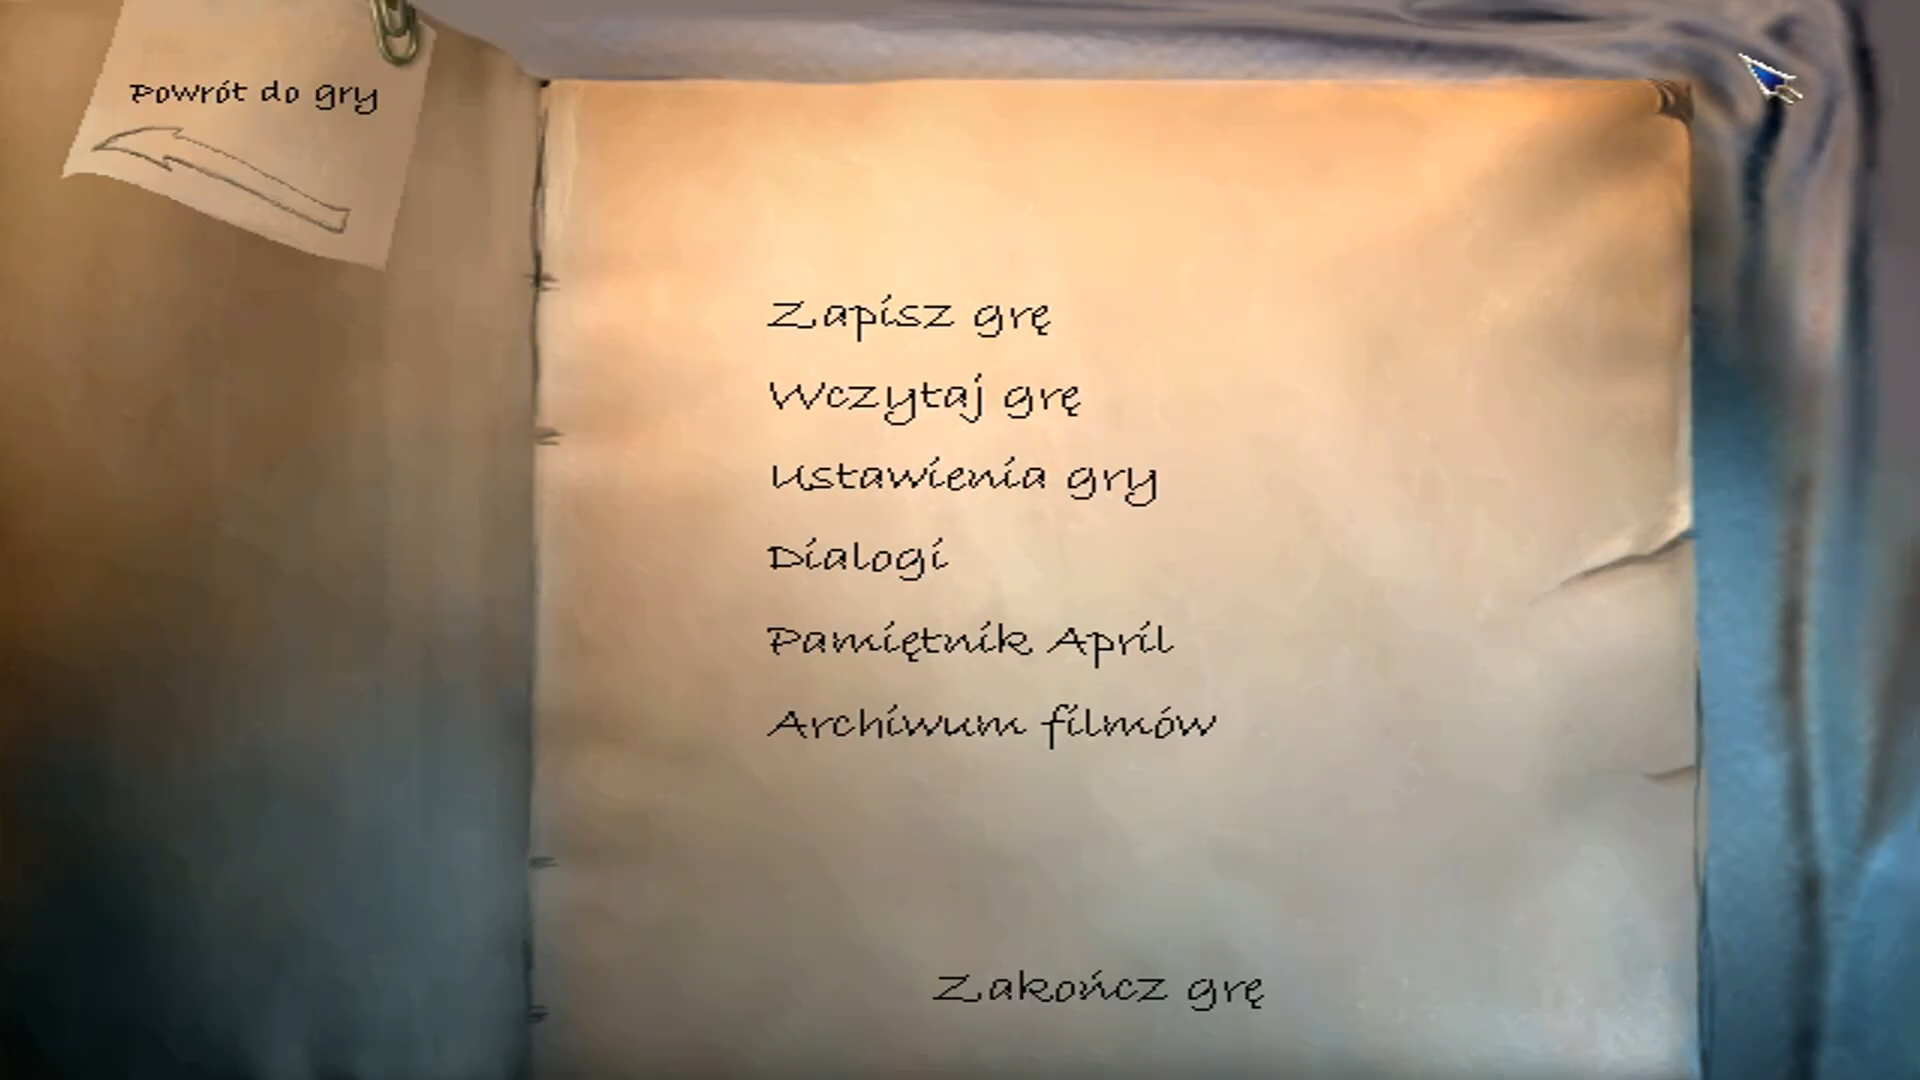 Powrót do gry
Zapisz grę
Wczytaj grę
Ustawienia gry
Dialogi
Pamiętnik April
Archiwum filmów
Zakończ grę